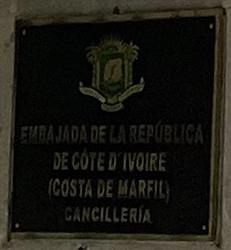 EMBAJADA DE LA REPÚBLICA
DE CÔTE D'IVOIRE
(COSTA DE MARFIL)
CANCILLERÍA